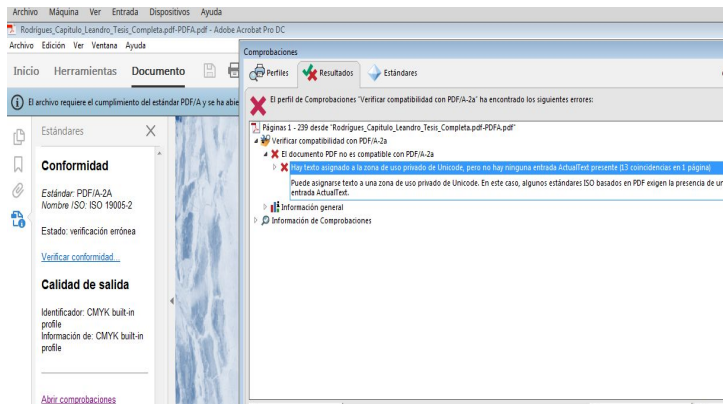 Archivo Máquina Ver Entrada Dispositivos Ayuda
Rodrigues_Capitulo_Leandro_Tesis_Completa.pdf-PDFA.pdf - Adobe Acrobat Pro DC
Archivo Edición Ver Ventana Ayuda
Inicio Herramientas Documento
El archivo requiere el cumplimiento del estándar PDF/A y se ha abie
Estándares
Conformidad
Estándar: PDF/A-2A
Nombre ISO: ISO 19005-2
Estado: verificación errónea
Verificar conformidad...
Calidad de salida
Identificador: CMYK built-in
profile
Información de: CMYK built-in
profile
Abrir comprobaciones
Comprobaciones
Perfiles Resultados Estándares
El perfil de Comprobaciones "Verificar compatibilidad con PDF/A-2a" ha encontrado los siguientes errores:
Páginas 1 - 239 desde "Rodrigues_Capitulo_Leandro_Tesis_Completa.pdf-PDFA.pdf"
Verificar compatibilidad con PDF/A-2a
El documento PDF no es compatible con PDF/A-2a
Hay texto asignado a la zona de uso privado de Unicode, pero no hay ninguna entrada ActualText presente (13 coincidencias en 1 página)
Puede asignarse texto a una zona de uso privado de Unicode. En este caso, algunos estándares ISO basados en PDF exigen la presencia de un
entrada ActualText.
Información general
Información de Comprobaciones